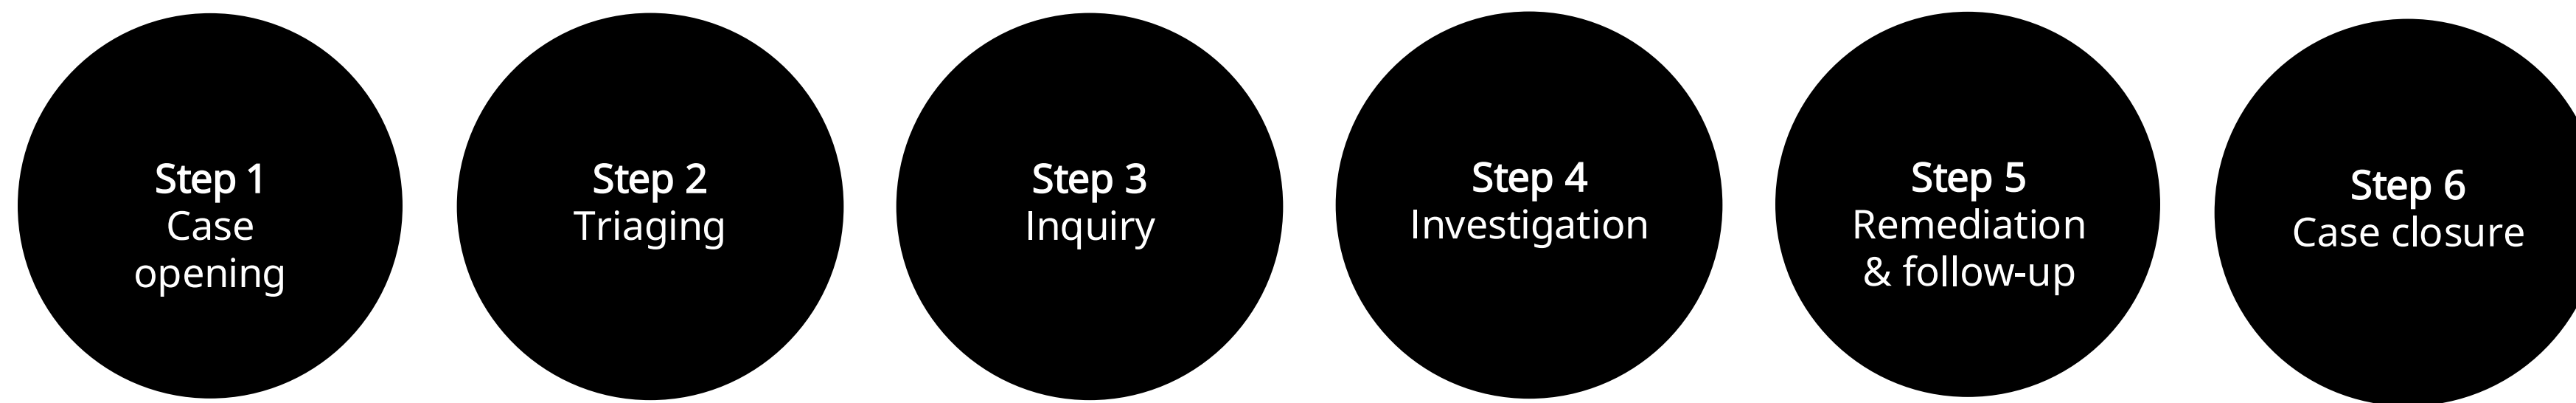 Step 1
Case
opening
Step 2
Triaging
Step 3
Inquiry
Step 4
Investigation
Step 5
Remediation
& follow-up
Step 6
Case closure